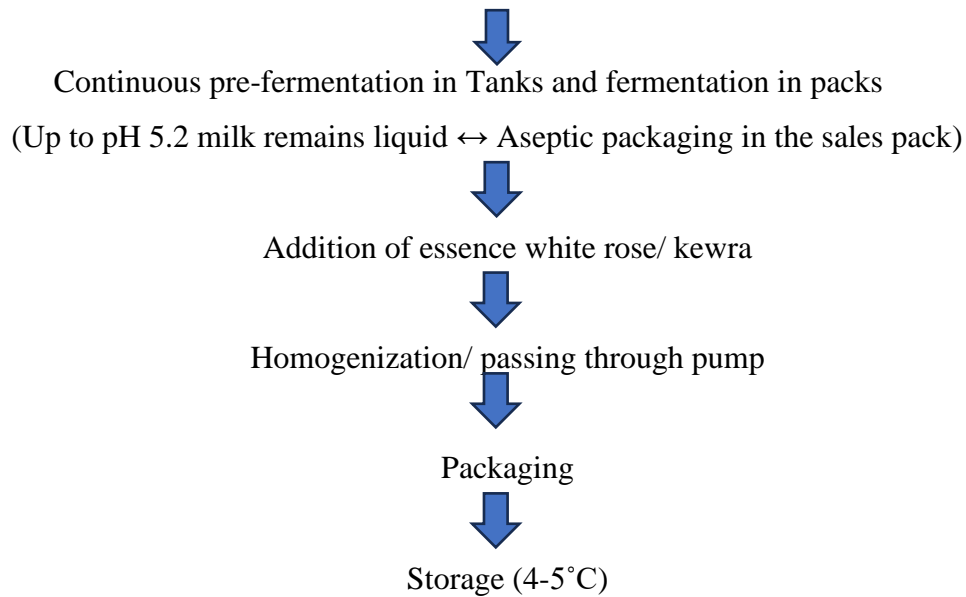 Continuous pre-fermentation in Tanks and fermentation in packs
(Up to pH 5.2 milk remains liquid ↔ Aseptic packaging in the sales pack)
Addition of essence white rose/ kewra
Homogenization/ passing through pump
Packaging
Storage (4-5˚C)